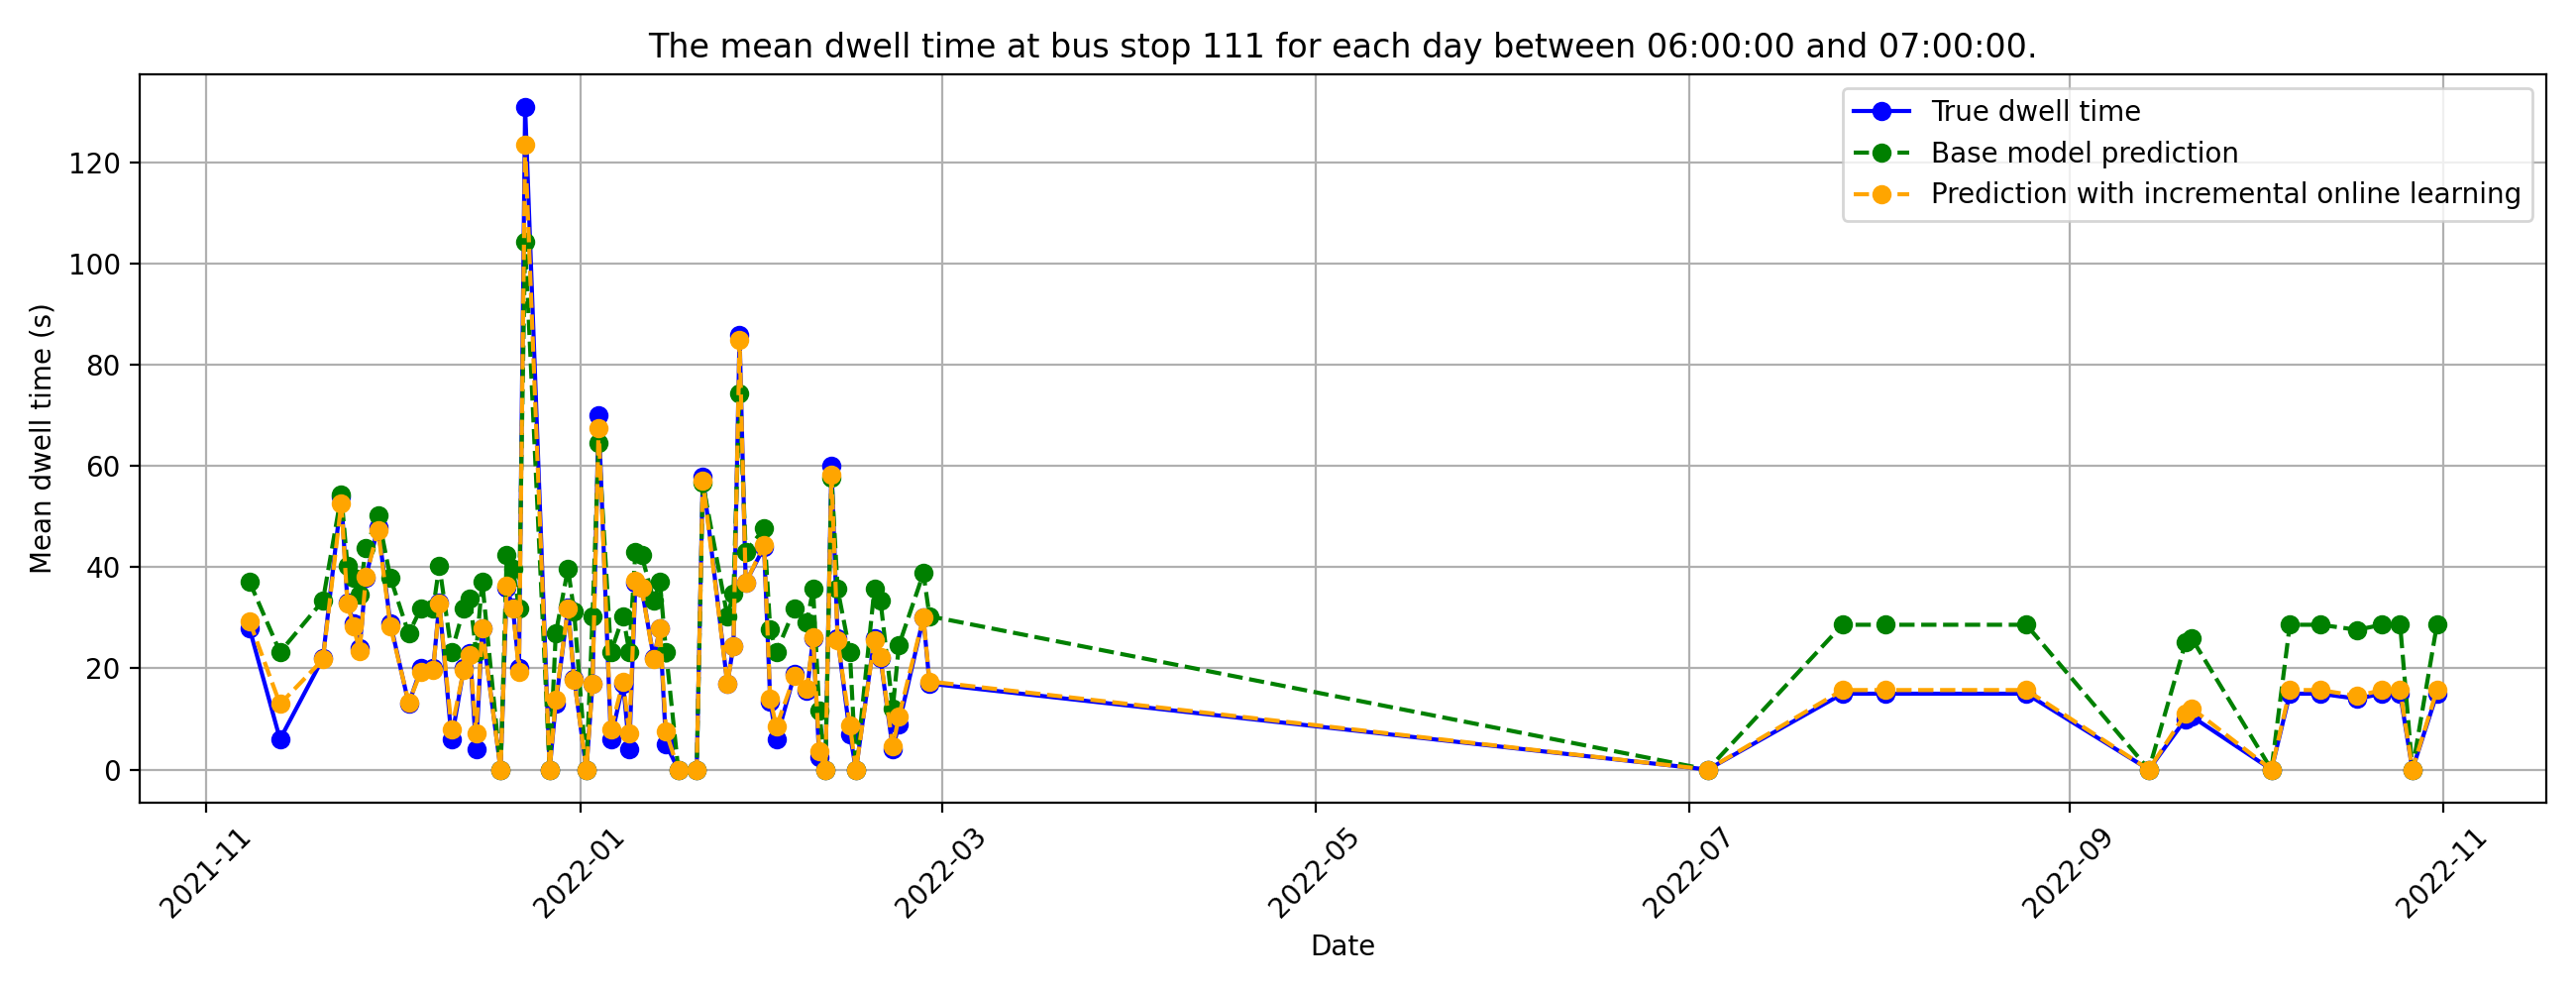 The mean dwell time at bus stop 111 for each day between 06:00:00 and 07:00:00.
True dwell time
Base model prediction
Prediction with incremental online learning
Mean dwell time (s)
120
100
80
60
40
20
0
2021-11
2022-01
2022-03
2022-05
2022-07
2022-09
2022-11
Date